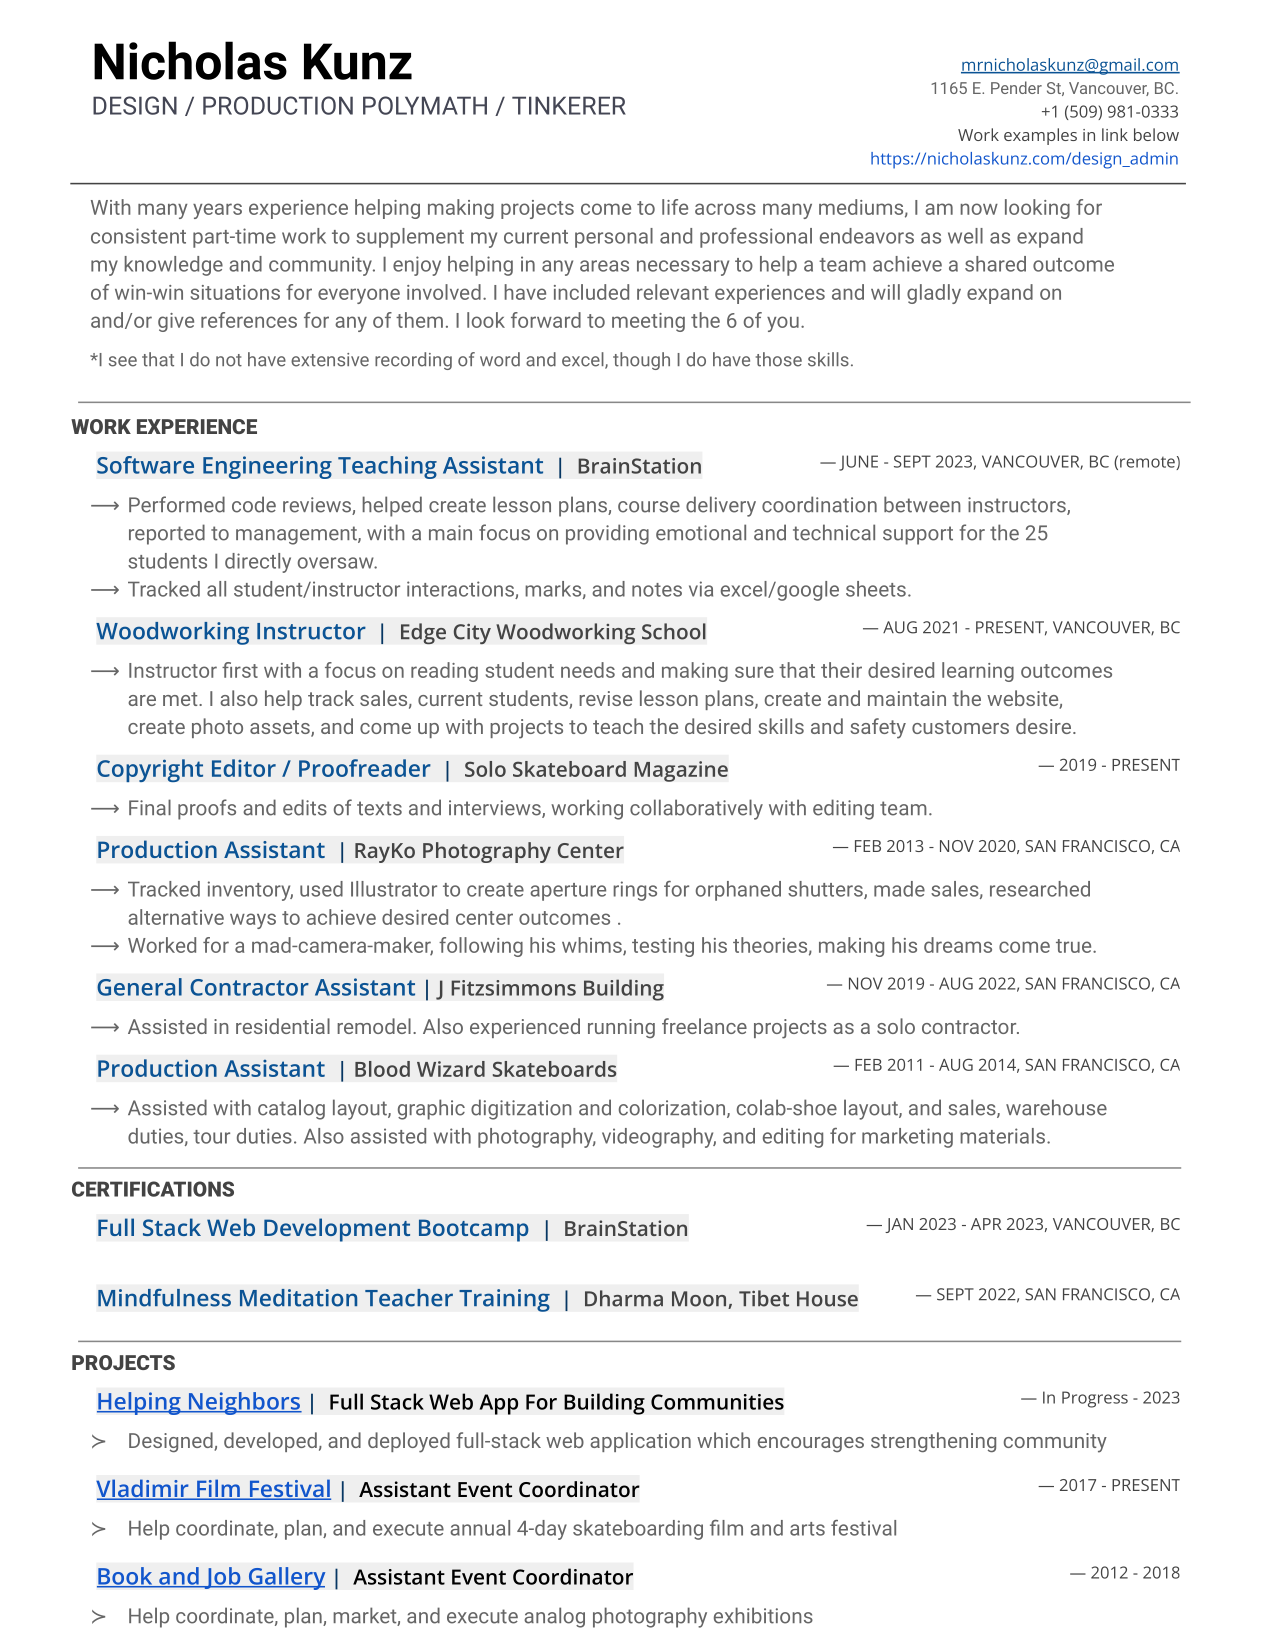 Nicholas Kunz
DESIGN / PRODUCTION POLYMATH / TINKERER
mrnicholaskunz@gmail.com
1165 E. Pender St, Vancouver, BC.
+1 (509) 981-0333
Work examples in link below
https://nicholaskunz.com/design_admin
With many years experience helping making projects come to life across many mediums, I am now looking for
consistent part-time work to supplement my current personal and professional endeavors as well as expand
my knowledge and community. I enjoy helping in any areas necessary to help a team achieve a shared outcome
of win-win situations for everyone involved. I have included relevant experiences and will gladly expand on
and/or give references for any of them. I look forward to meeting the 6 of you.
*I see that I do not have extensive recording of word and excel, though I do have those skills.
WORK EXPERIENCE
Software Engineering Teaching Assistant | BrainStation — JUNE - SEPT 2023, VANCOUVER, BC (remote)
⟶ Performed code reviews, helped create lesson plans, course delivery coordination between instructors,
reported to management, with a main focus on providing emotional and technical support for the 25
students I directly oversaw.
⟶ Tracked all student/instructor interactions, marks, and notes via excel/google sheets.
Woodworking Instructor | Edge City Woodworking School — AUG 2021 - PRESENT, VANCOUVER, BC
⟶ Instructor first with a focus on reading student needs and making sure that their desired learning outcomes
are met. I also help track sales, current students, revise lesson plans, create and maintain the website,
create photo assets, and come up with projects to teach the desired skills and safety customers desire.
Copyright Editor / Proofreader | Solo Skateboard Magazine — 2019 - PRESENT
⟶ Final proofs and edits of texts and interviews, working collaboratively with editing team.
Production Assistant | RayKo Photography Center — FEB 2013 - NOV 2020, SAN FRANCISCO, CA
⟶ Tracked inventory, used Illustrator to create aperture rings for orphaned shutters, made sales, researched
alternative ways to achieve desired center outcomes .
⟶ Worked for a mad-camera-maker, following his whims, testing his theories, making his dreams come true.
General Contractor Assistant | J Fitzsimmons Building — NOV 2019 - AUG 2022, SAN FRANCISCO, CA
⟶ Assisted in residential remodel. Also experienced running freelance projects as a solo contractor.
Production Assistant | Blood Wizard Skateboards — FEB 2011 - AUG 2014, SAN FRANCISCO, CA
⟶ Assisted with catalog layout, graphic digitization and colorization, colab-shoe layout, and sales, warehouse
duties, tour duties. Also assisted with photography, videography, and editing for marketing materials.
CERTIFICATIONS
Full Stack Web Development Bootcamp | BrainStation — JAN 2023 - APR 2023, VANCOUVER, BC
Mindfulness Meditation Teacher Training | Dharma Moon, Tibet House — SEPT 2022, SAN FRANCISCO, CA
PROJECTS
Helping Neighbors | Full Stack Web App For Building Communities — In Progress - 2023
≻ Designed, developed, and deployed full-stack web application which encourages strengthening community
Vladimir Film Festival | Assistant Event Coordinator — 2017 - PRESENT
≻ Help coordinate, plan, and execute annual 4-day skateboarding film and arts festival
Book and Job Gallery | Assistant Event Coordinator — 2012 - 2018
≻ Help coordinate, plan, market, and execute analog photography exhibitions